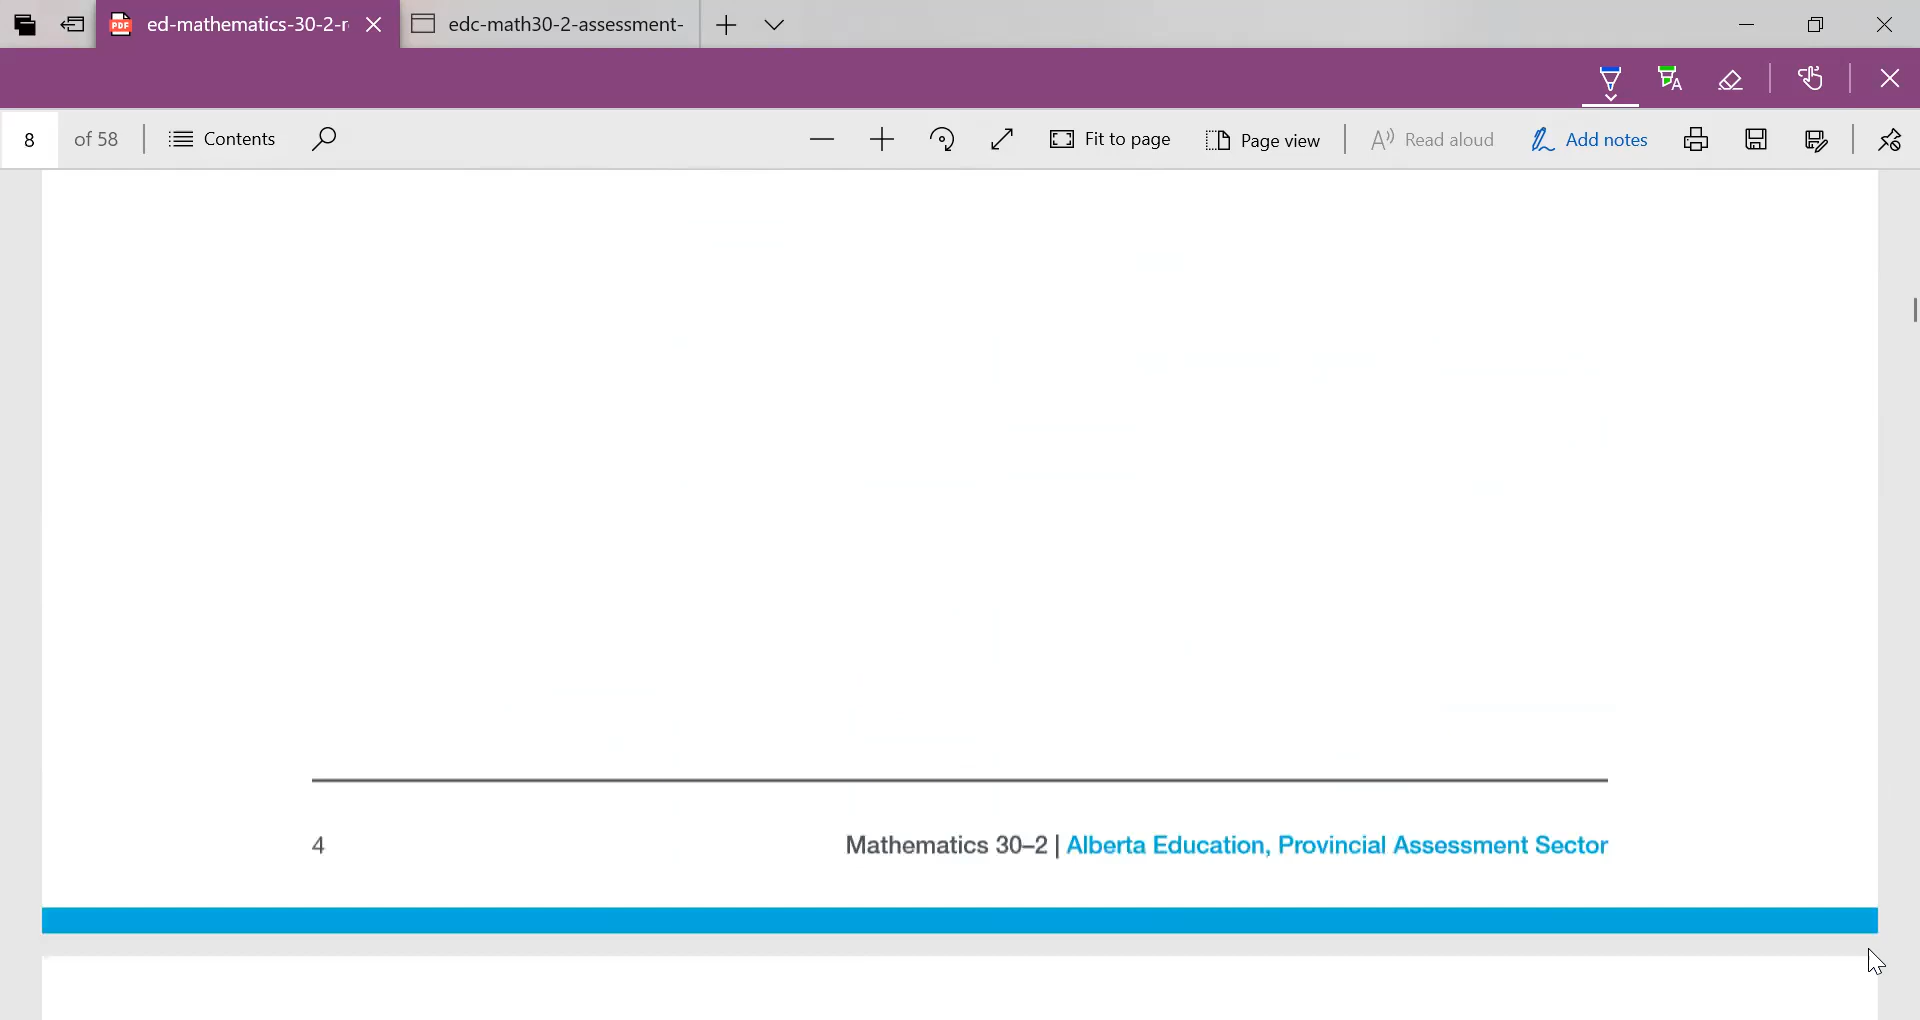 ed-mathematics-30-2-r
edc-math30-2-assessment-
8 of 58 Contents Fit to page Page view Read aloud Add notes
4 Mathematics 30–2 | Alberta Education, Provincial Assessment Sector